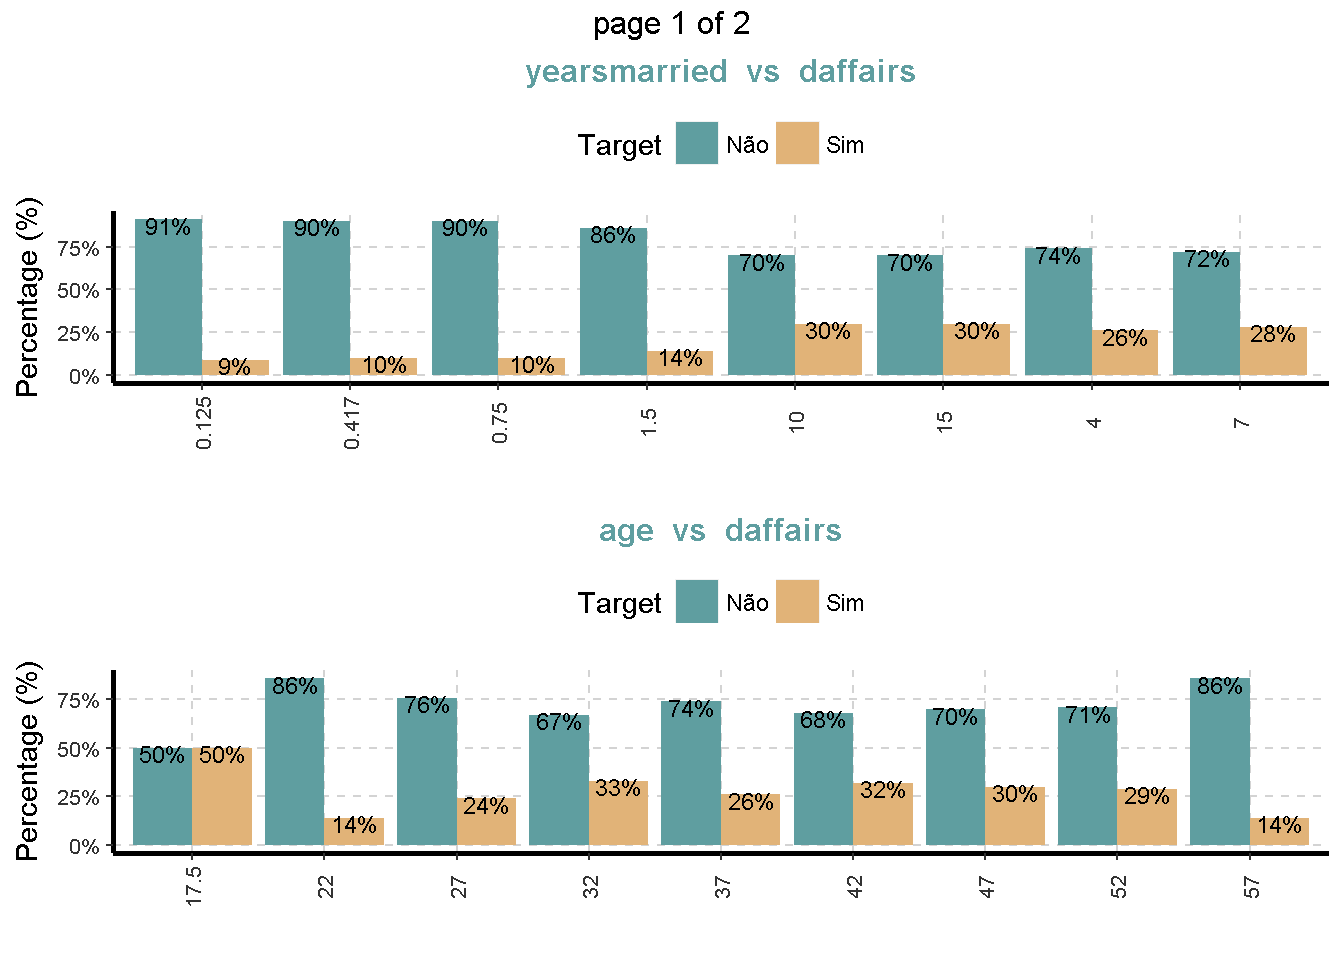 page 1 of 2
yearsmarried vs daffairs
Target Não Sim
Percentage (%)
75%
50%
25%
0%
91% 9% 90% 10% 90% 10% 86% 14% 70% 30% 70% 30% 74% 26% 72% 28%
0.125 0.417 0.75 1.5 10 15 4 7
age vs daffairs
Target Não Sim
Percentage (%)
75%
50%
25%
0%
50% 50% 86% 14% 76% 24% 67% 33% 74% 26% 68% 32% 70% 30% 71% 29% 86% 14%
17.5 22 27 32 37 42 47 52 57